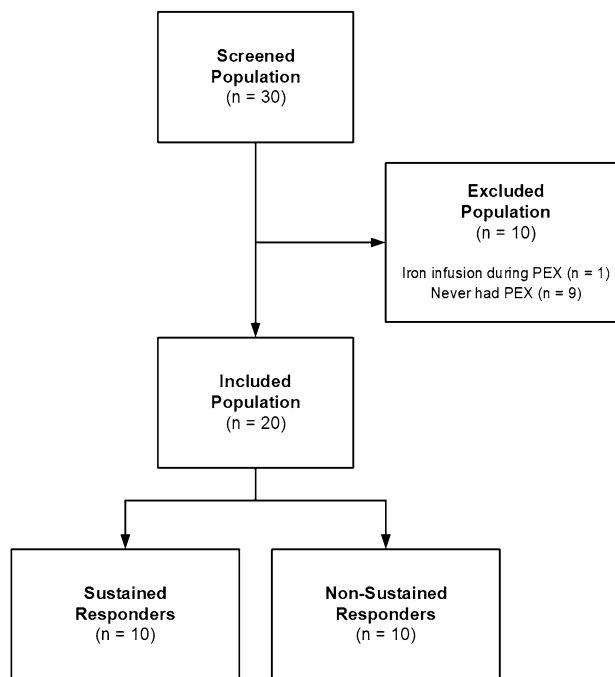 Screened
Population
(n = 30)
Excluded
Population
(n = 10)
Iron infusion during PEX (n = 1)
Never had PEX (n = 9)
Included
Population
(n = 20)
Sustained
Responders
(n = 10)
Non-Sustained
Responders
(n = 10)